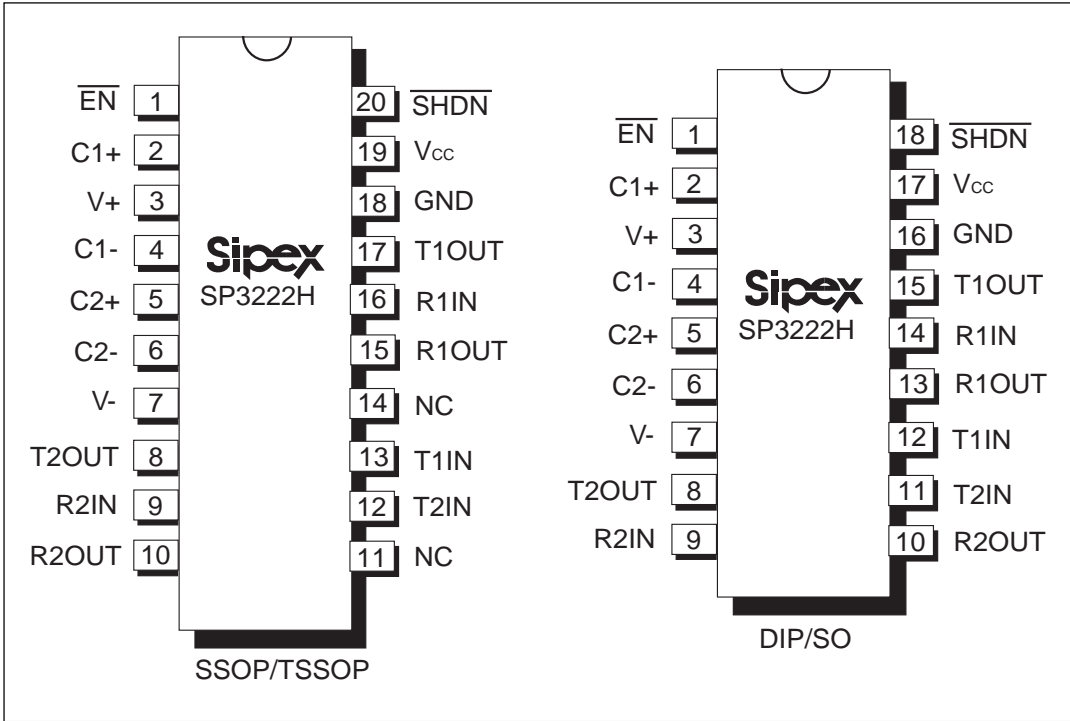 EN 1
C1+ 2
V+ 3
C1- 4
C2+ 5
C2- 6
V- 7
T2OUT 8
R2IN 9
R2OUT 10
Sipex
SP3222H
20 SHDN
19 Vcc
18 GND
17 T1OUT
16 R1IN
15 R1OUT
14 NC
13 T1IN
12 T2IN
11 NC
SSOP/TSSOP
EN 1
C1+ 2
V+ 3
C1- 4
C2+ 5
C2- 6
V- 7
T2OUT 8
R2IN 9
Sipex
SP3222H
18 SHDN
17 Vcc
16 GND
15 T1OUT
14 R1IN
13 R1OUT
12 T1IN
11 T2IN
10 R2OUT
DIP/SO